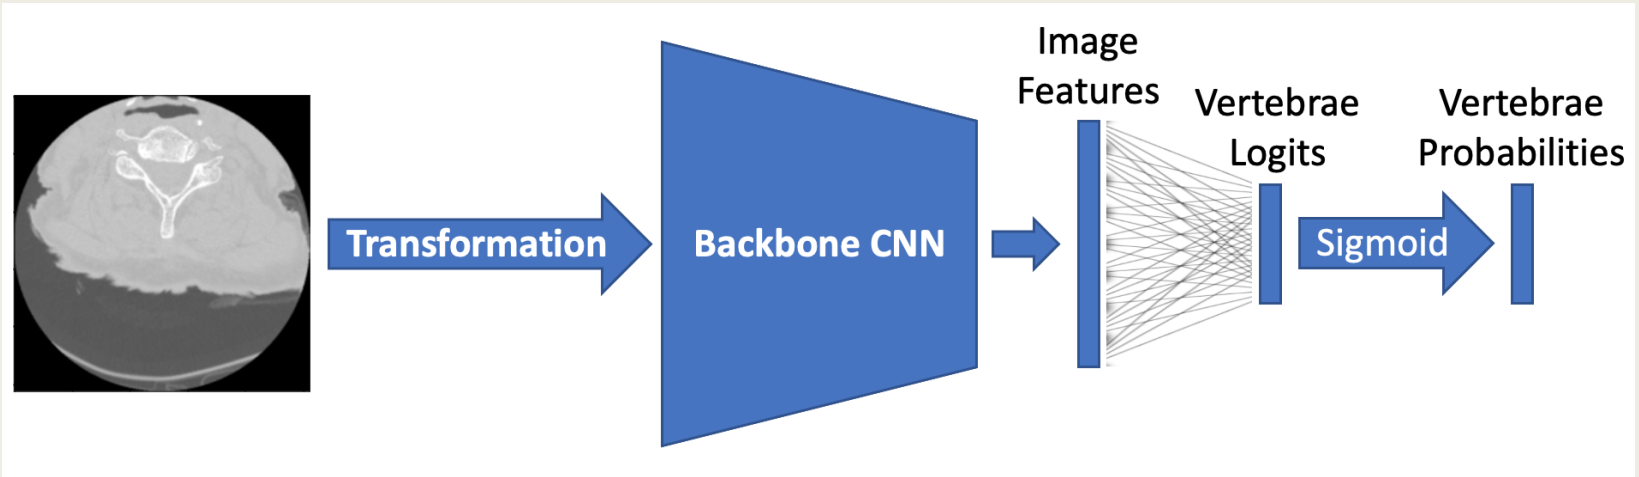 Transformation
Backbone CNN
Image
Features
Vertebrae
Logits
Sigmoid
Vertebrae
Probabilities